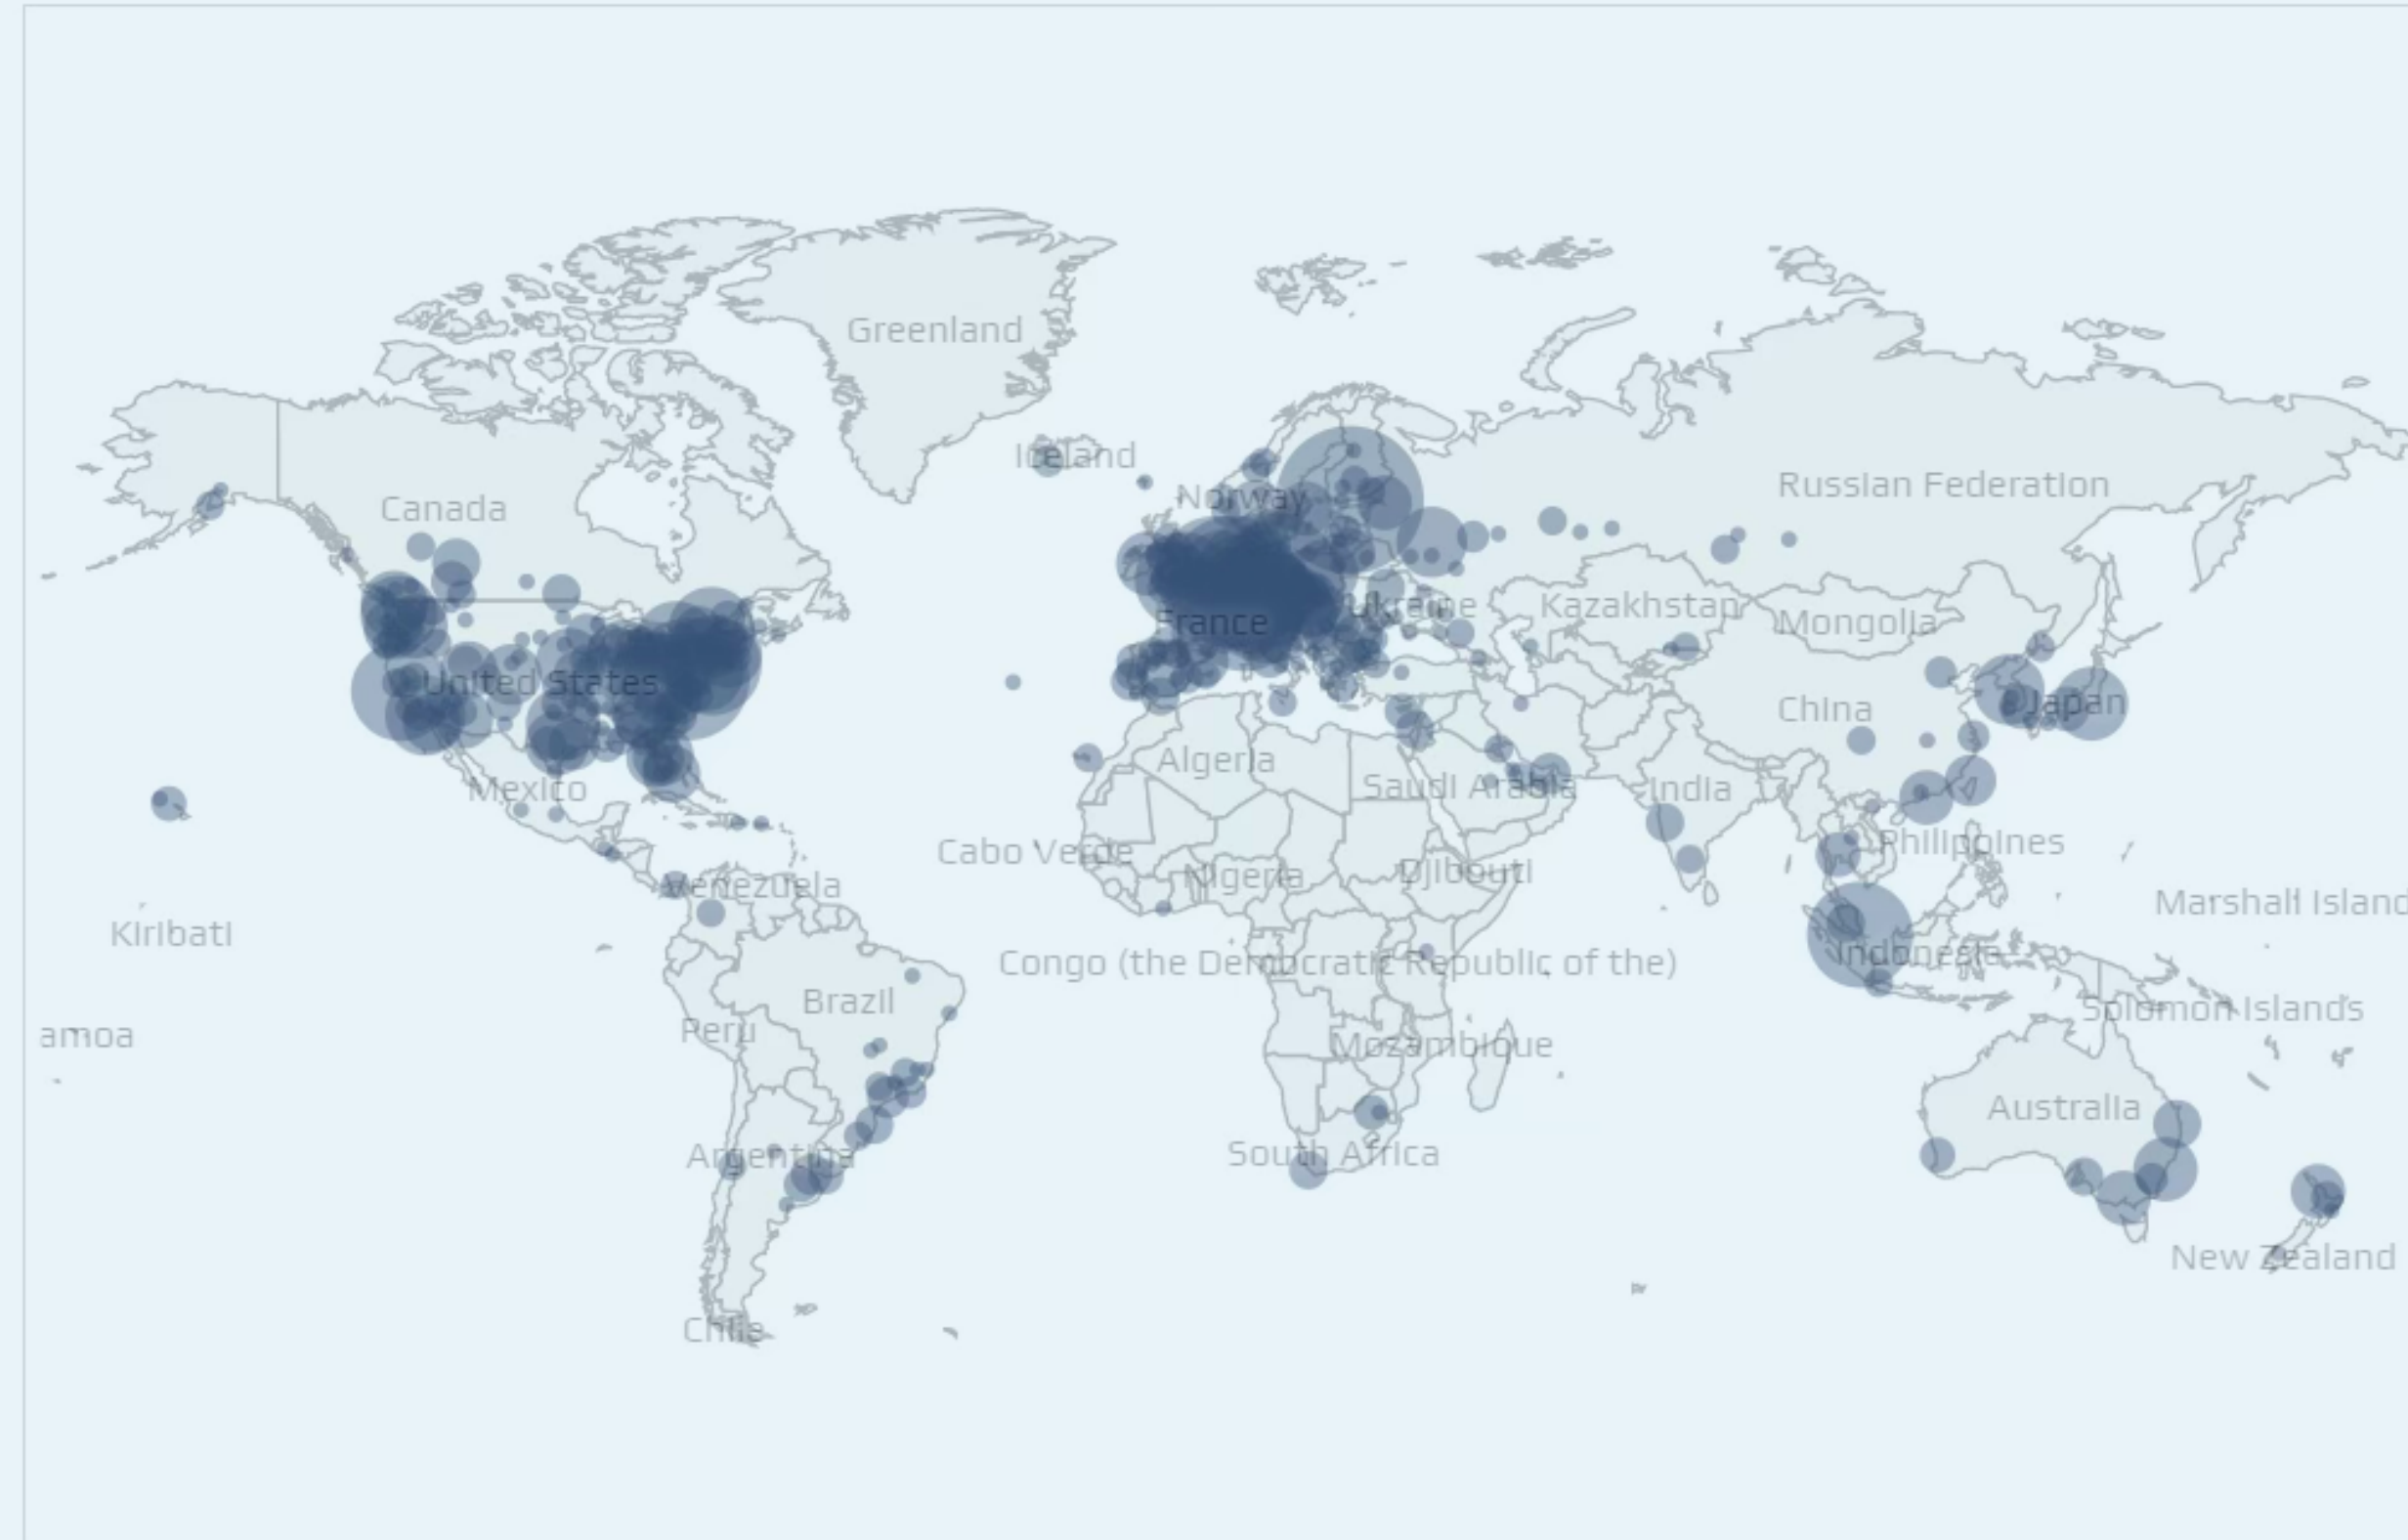 Greenland
Iceland
Russian Federation
Norway
Canada
Ukraine
Kazakhstan
France
Mongolia
United States
Japan
China
Algeria
Mexico
Saudi Arabia
India
Philippines
Cabo Verde
Djibouti
Nigeria
Venezuela
Marshall Island
Kiribati
Indonesia
Congo (the Democratic Republic of the)
Brazil
Solomon Islands
Peru
amoa
Mozambique
Australia
South Africa
Argentina
New Zealand
Chile